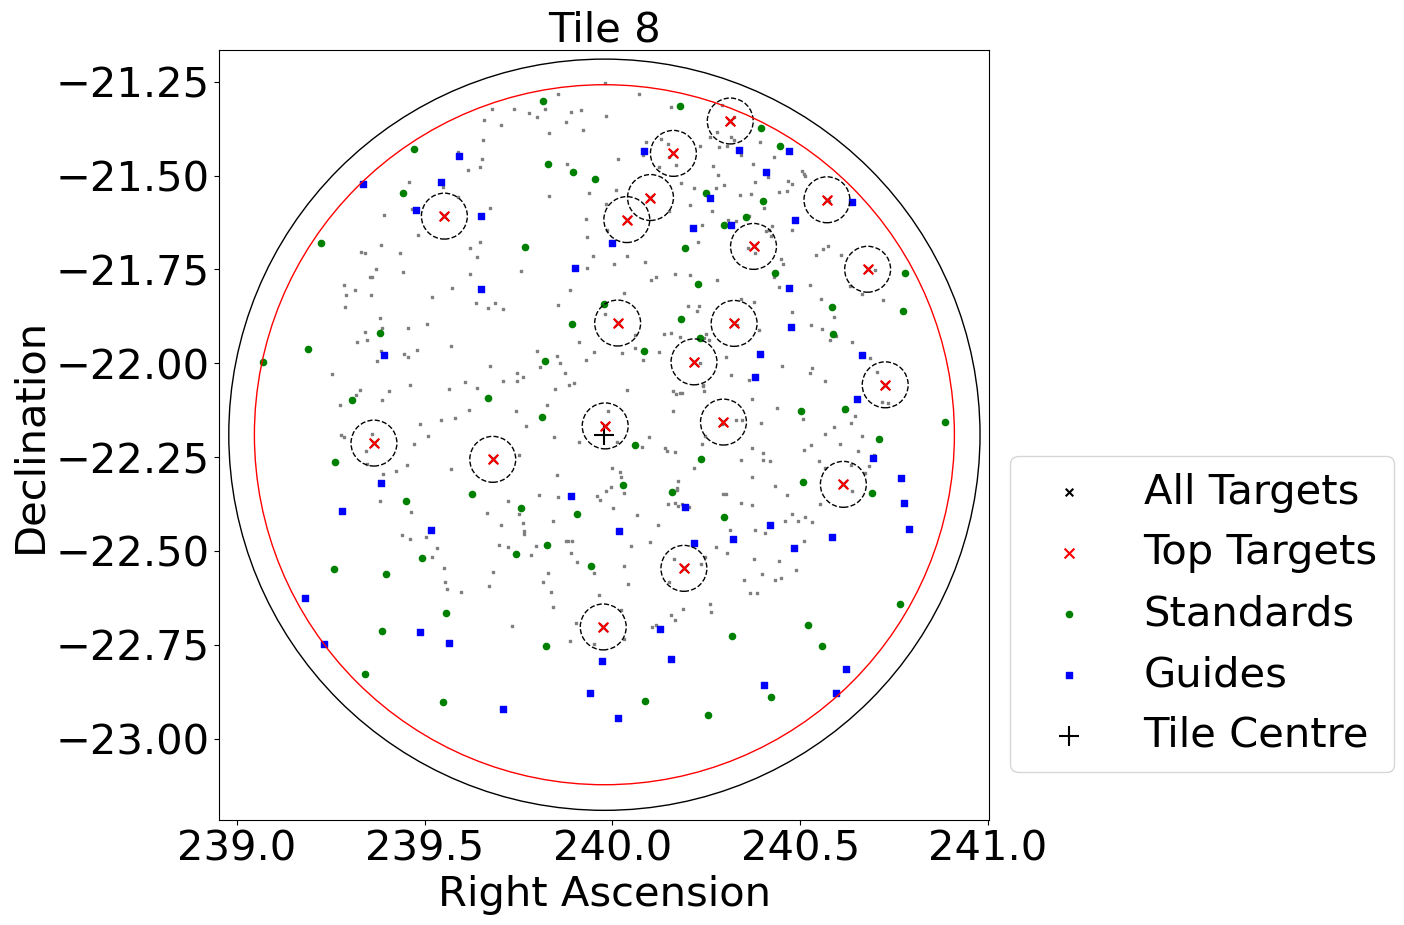 Tile 8
−21.25
−21.50
−21.75
−22.00
−22.25
−22.50
−22.75
−23.00
Declination
239.0 239.5 240.0 240.5 241.0
Right Ascension
All Targets
Top Targets
Standards
Guides
Tile Centre